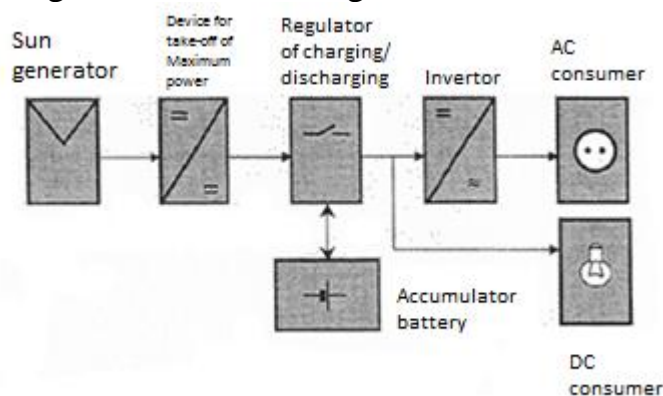 Sun
generator
Device for
take-off of
Maximum
power
Regulator
of charging/
discharging
Invertor
AC
consumer
Accumulator
battery
DC
consumer